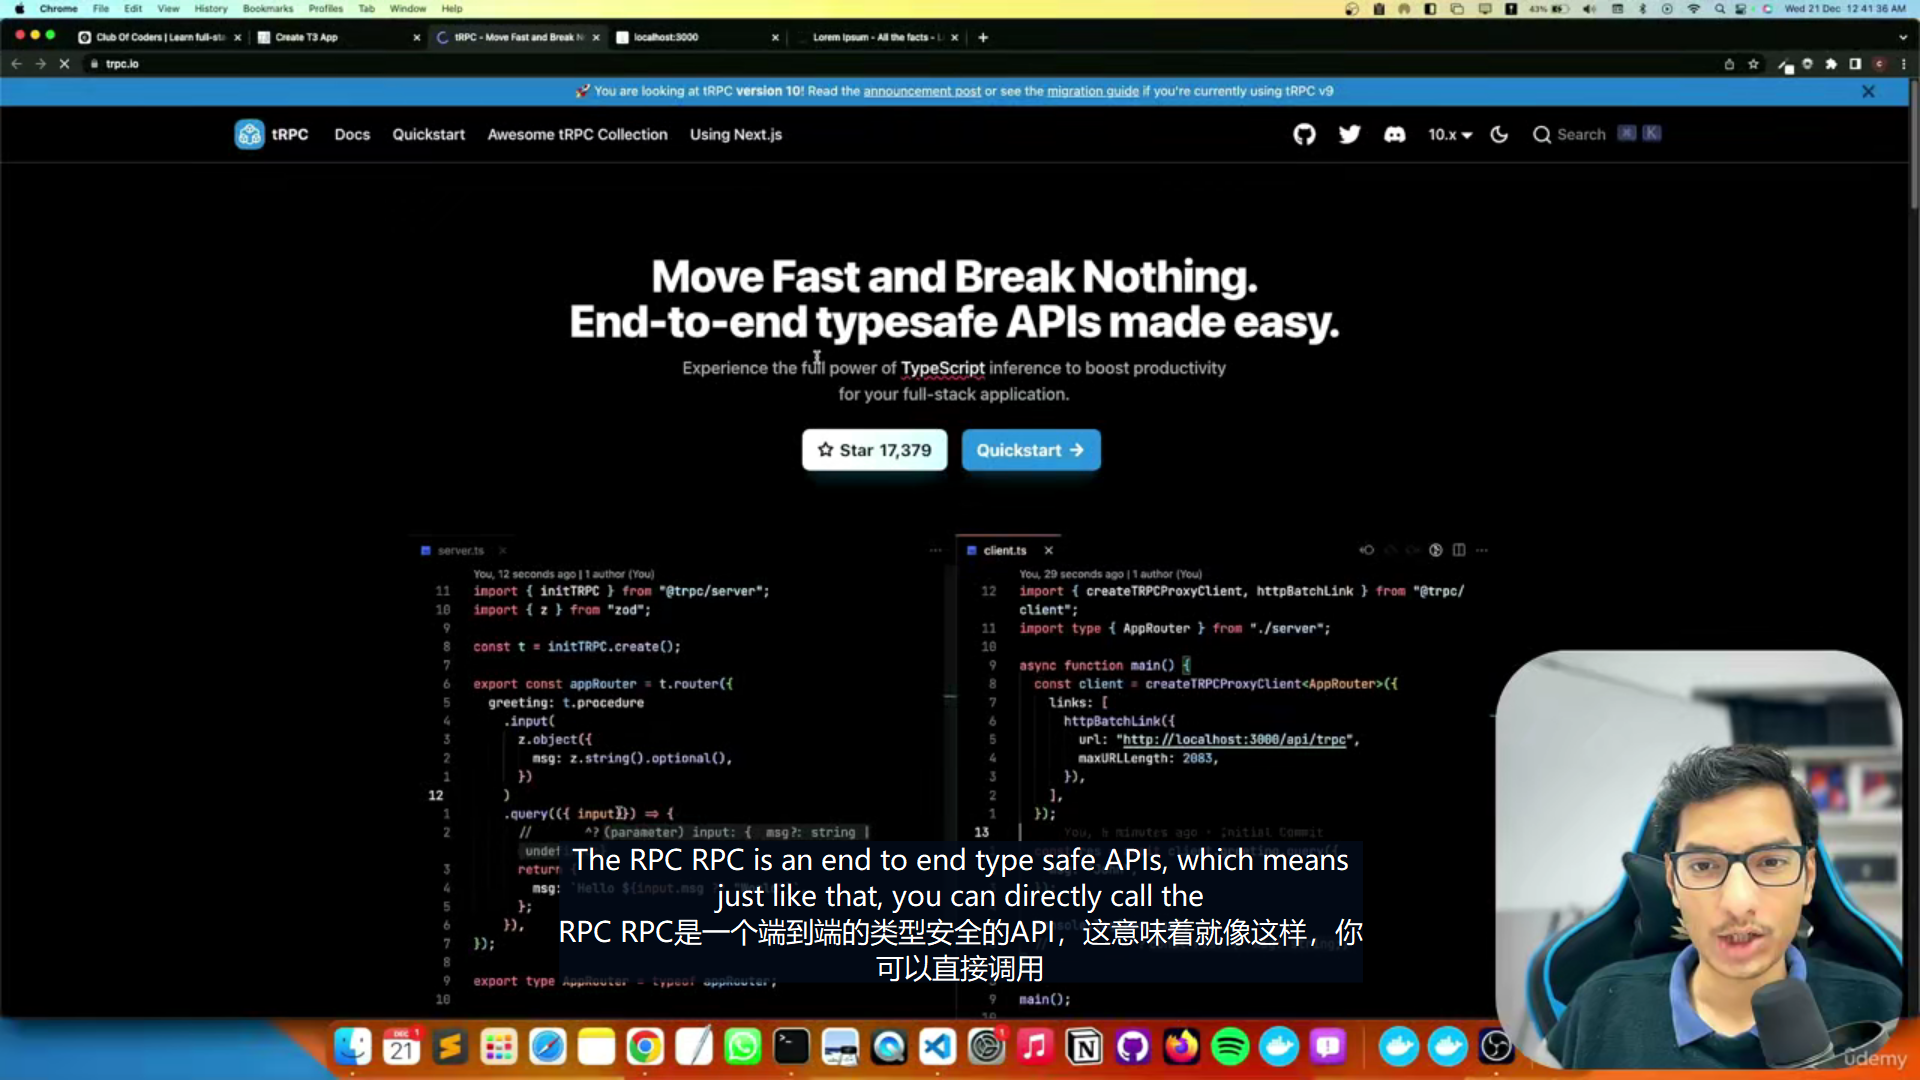 Chrome File Edit View History Bookmarks Profiles Tab Window Help 43% Wed 21 Dec 12 41:36 AM
Club Of Coders | Learn full-sta Create T3 App tRPC - Move Fast and Break N localhost:3000 Lorem Ipsum - All the facts - L
trpc.io
🚀 You are looking at tRPC version 10! Read the announcement post or see the migration guide if you're currently using tRPC v9
tRPC Docs Quickstart Awesome tRPC Collection Using Next.js 10.x Search ⌘ K
Move Fast and Break Nothing.
End-to-end typesafe APIs made easy.
Experience the full power of TypeScript inference to boost productivity
for your full-stack application.
Star 17,379 Quickstart →
server.ts
You, 12 seconds ago | 1 author (You)
11 import { initTRPC } from "@trpc/server";
10 import { z } from "zod";
9
8 const t = initTRPC.create();
7
6 export const appRouter = t.router({
5 greeting: t.procedure
4 .input(
3 z.object({
2 msg: z.string().optional(),
1 })
12 )
1 .query(({ input }) => {
2 // ^? (parameter) input: { msg?: string |
undef
3 return {
4 msg: `Hello ${input.msg
5 };
6 }),
7 });
8
9 export type AppRouter = typeof appRouter;
10
client.ts
You, 29 seconds ago | 1 author (You)
12 import { createTRPCProxyClient, httpBatchLink } from "@trpc/
client";
11 import type { AppRouter } from "./server";
10
9 async function main() {
8 const client = createTRPCProxyClient<AppRouter>({
7 links: [
6 httpBatchLink({
5 url: "http://localhost:3000/api/trpc",
4 maxURLLength: 2083,
3 }),
2 ],
1 });
13 You, 6 minutes ago • Initial Commit
9 main();
The RPC RPC is an end to end type safe APIs, which means
just like that, you can directly call the
RPC RPC是一个端到端的类型安全的API，这意味着就像这样，你
可以直接调用
DEC 1
21
1
udemy